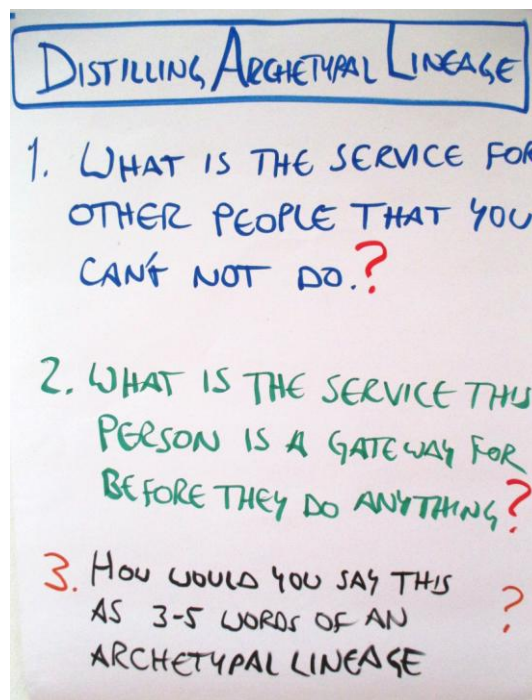 DISTILLING ARCHETYPAL LINEAGE
1. WHAT IS THE SERVICE FOR
OTHER PEOPLE THAT YOU
CAN'T NOT DO.?
2. WHAT IS THE SERVICE THIS
PERSON IS A GATEWAY FOR
BEFORE THEY DO ANYTHING?
3. HOW WOULD YOU SAY THIS
AS 3-5 WORDS OF AN ?
ARCHETYPAL LINEAGE